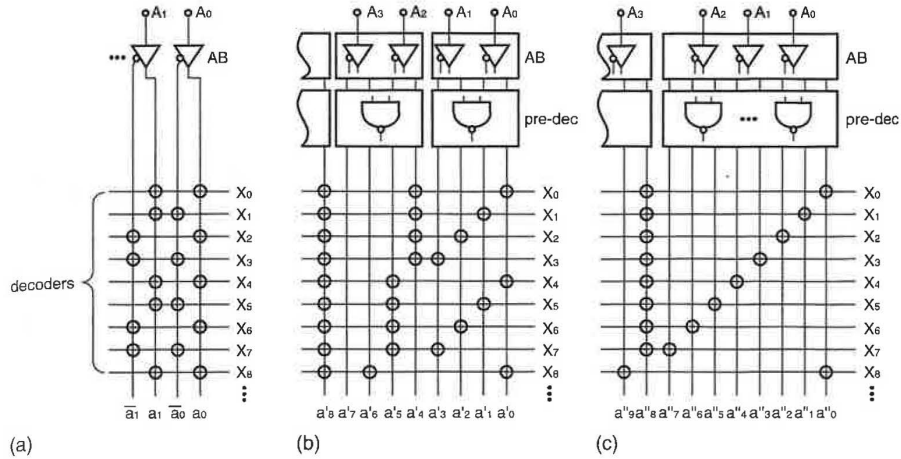 A₁ A₀
AB
X₀
X₁
X₂
X₃
X₄
X₅
X₆
X₇
X₈
decoders
a̅₁ a₁ a̅₀ a₀
(a)
A₃ A₂ A₁ A₀
AB
pre-dec
X₀
X₁
X₂
X₃
X₄
X₅
X₆
X₇
X₈
a'₈ a'₇ a'₆ a'₅ a'₄ a'₃ a'₂ a'₁ a'₀
(b)
A₃ A₂ A₁ A₀
AB
pre-dec
X₀
X₁
X₂
X₃
X₄
X₅
X₆
X₇
X₈
a"₉ a"₈ a"₇ a"₆ a"₅ a"₄ a"₃ a"₂ a"₁ a"₀
(c)